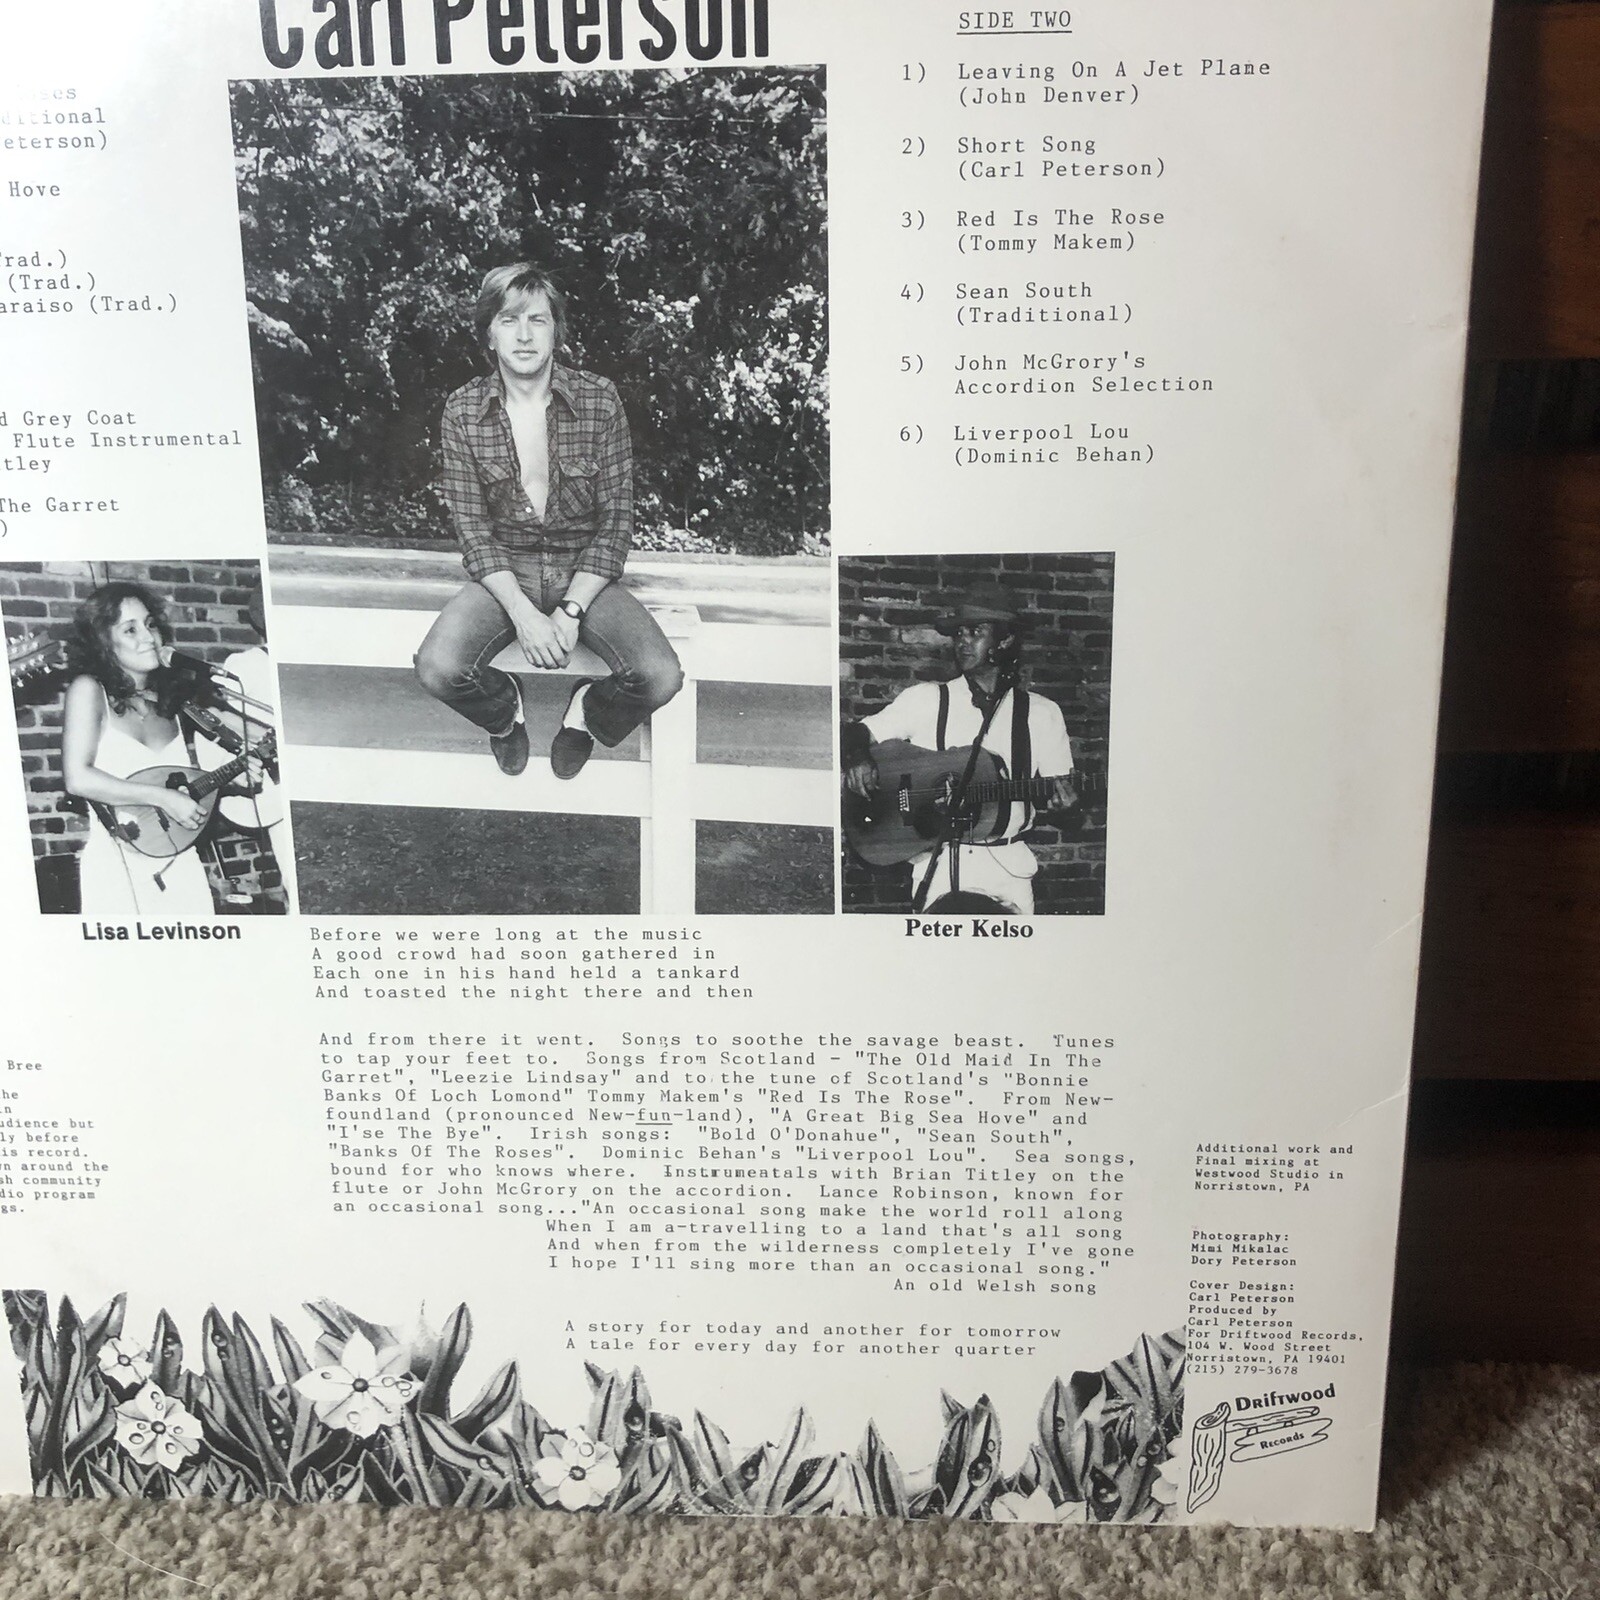 Carl Peterson
ditional
eterson)
Hove
rad.)
(Trad.)
araiso (Trad.)
d Grey Coat
Flute Instrumental
tley
The Garret
)
SIDE TWO
1) Leaving On A Jet Plane
(John Denver)
2) Short Song
(Carl Peterson)
3) Red Is The Rose
(Tommy Makem)
4) Sean South
(Traditional)
5) John McGrory's
Accordion Selection
6) Liverpool Lou
(Dominic Behan)
Lisa Levinson
Peter Kelso
Before we were long at the music
A good crowd had soon gathered in
Each one in his hand held a tankard
And toasted the night there and then
And from there it went. Songs to soothe the savage beast. Tunes
to tap your feet to. Songs from Scotland - "The Old Maid In The
Garret", "Leezie Lindsay" and to the tune of Scotland's "Bonnie
Banks Of Loch Lomond" Tommy Makem's "Red Is The Rose". From New-
foundland (pronounced New-fun-land), "A Great Big Sea Hove" and
"I'se The Bye". Irish songs: "Bold O'Donahue", "Sean South",
"Banks Of The Roses". Dominic Behan's "Liverpool Lou". Sea songs,
bound for who knows where. Instrumentals with Brian Titley on the
flute or John McGrory on the accordion. Lance Robinson, known for
an occasional song..."An occasional song make the world roll along
When I am a-travelling to a land that's all song
And when from the wilderness completely I've gone
I hope I'll sing more than an occasional song."
An old Welsh song
A story for today and another for tomorrow
A tale for every day for another quarter
Bree
he
n
udience but
ly before
is record.
n around the
sh community
dio program
gs.
Additional work and
Final mixing at
Westwood Studio in
Norristown, PA
Photography:
Mimi Mikalac
Dory Peterson
Cover Design:
Carl Peterson
Produced by
Carl Peterson
For Driftwood Records,
104 W. Wood Street
Norristown, PA 19401
(215) 279-3678
Driftwood
Records